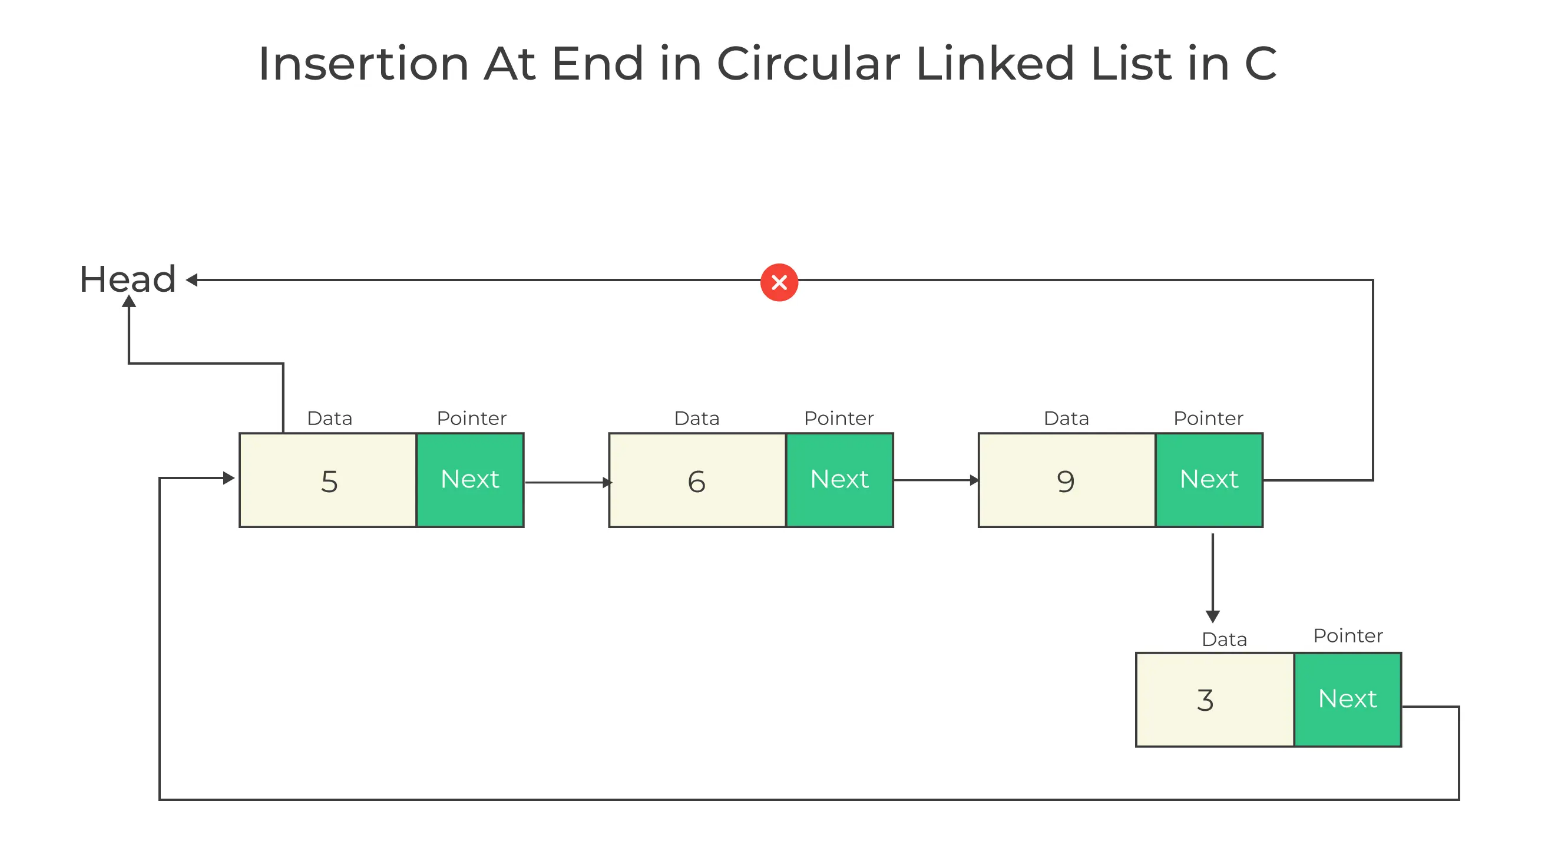 Insertion At End in Circular Linked List in C
Head
Data Pointer Data Pointer Data Pointer
5 Next 6 Next 9 Next
Data Pointer
3 Next